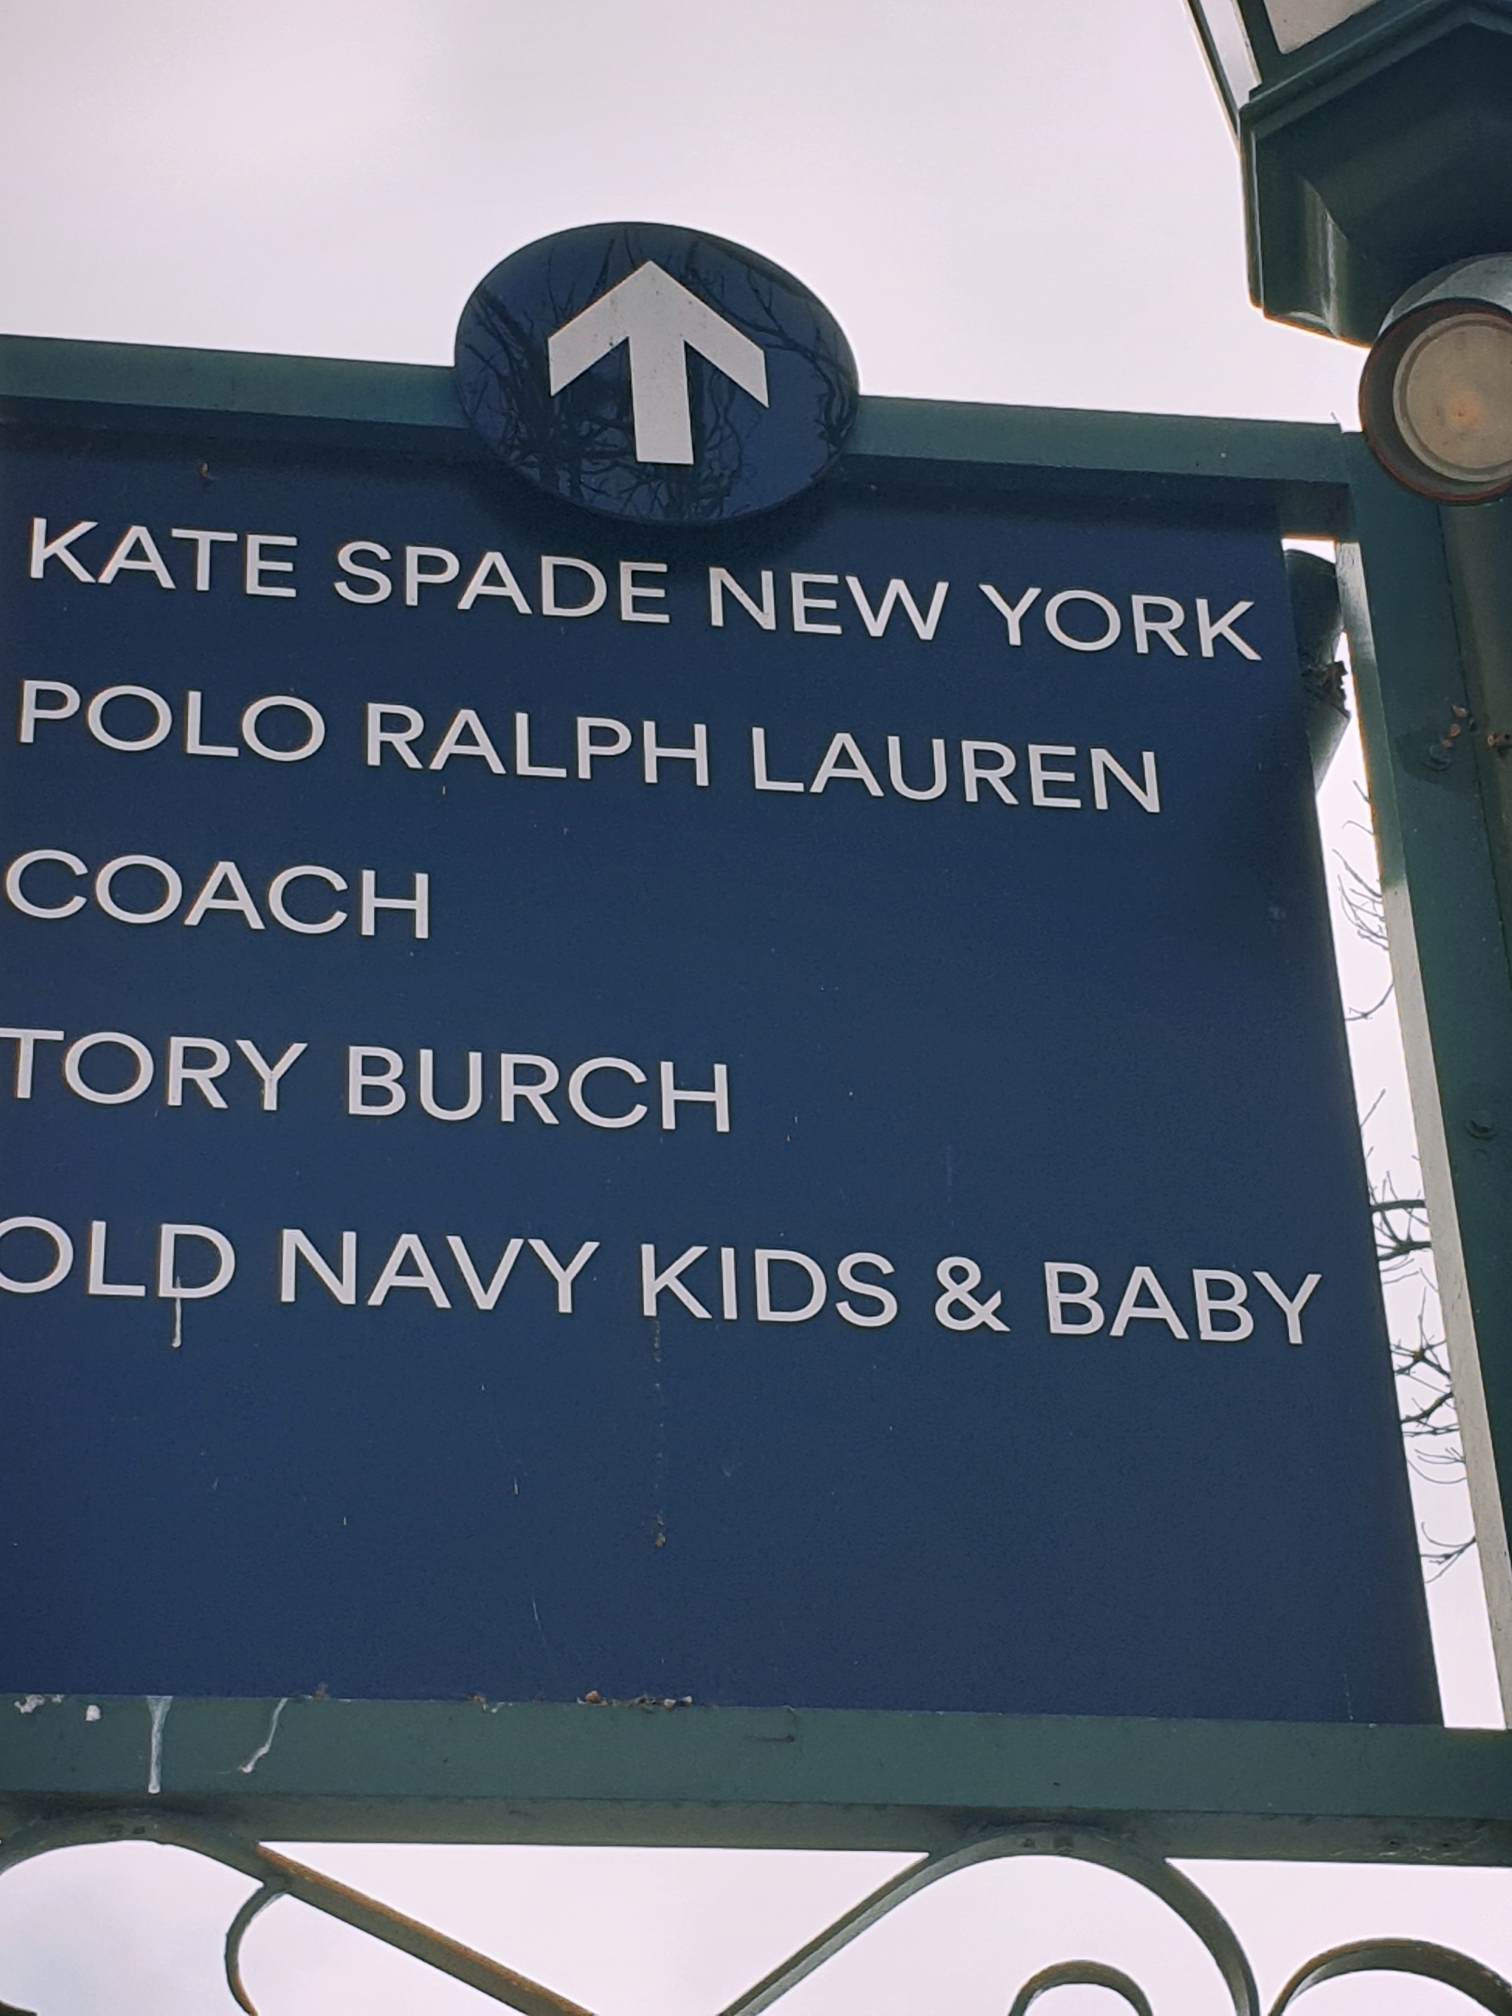 KATE SPADE NEW YORK
POLO RALPH LAUREN
COACH
TORY BURCH
OLD NAVY KIDS & BABY